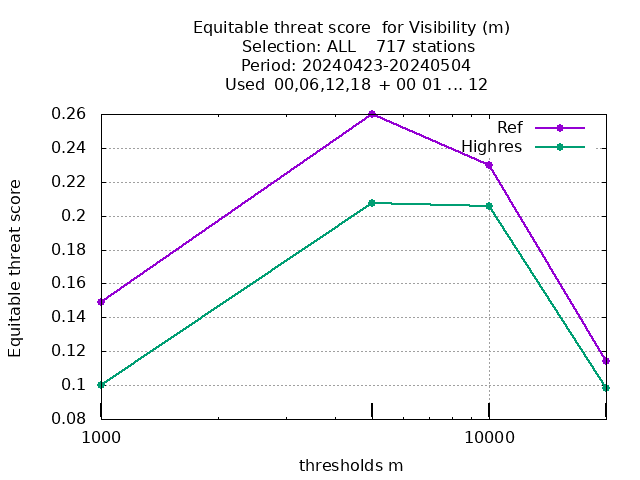 Equitable threat score  for Visibility (m)
Selection: ALL    717 stations
Period: 20240423-20240504
Used  00,06,12,18  + 00 01 ... 12
Ref
Highres
0.26
0.24
0.22
0.2
0.18
0.16
0.14
0.12
0.1
0.08
Equitable threat score
1000
10000
thresholds m